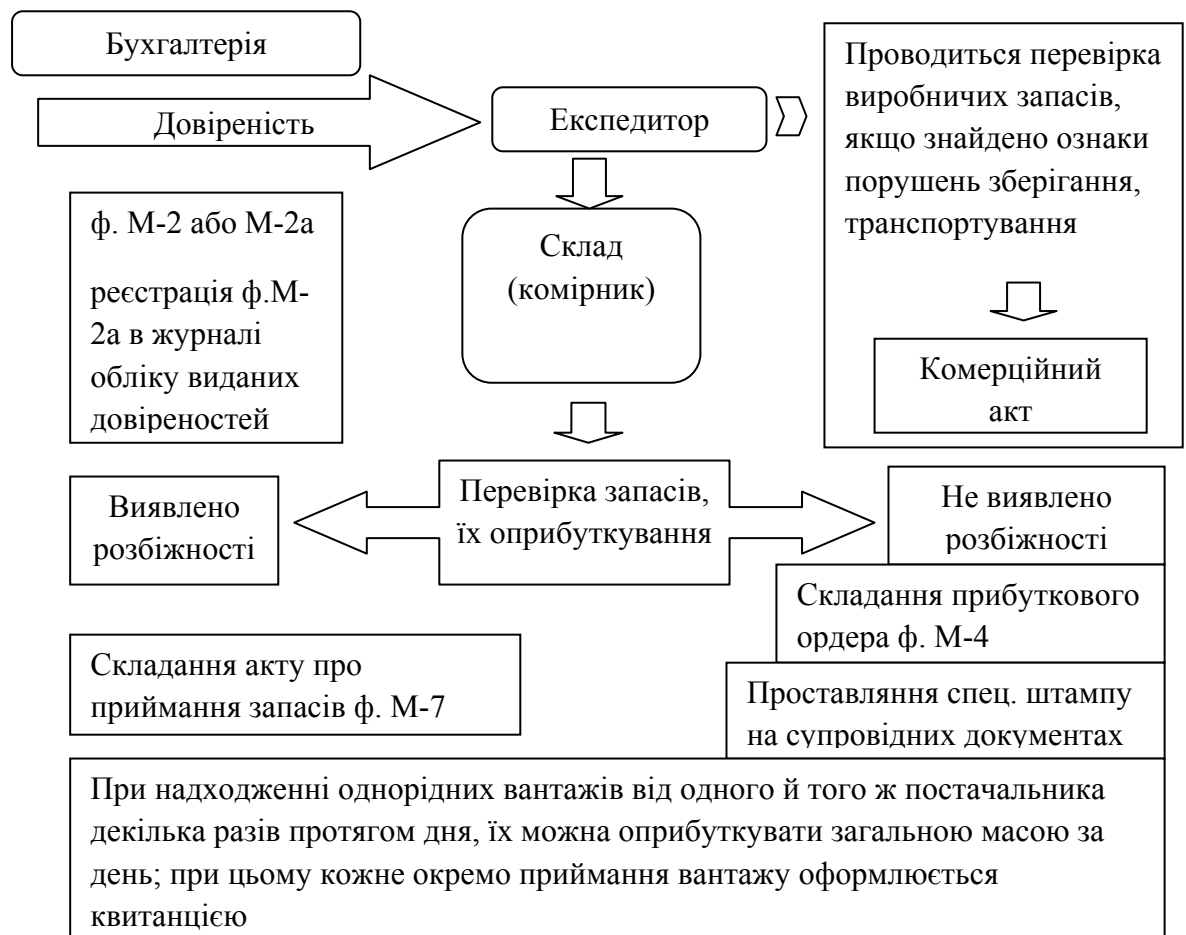 Бухгалтерія
Довіреність
Експедитор
Проводиться перевірка
виробничих запасів,
якщо знайдено ознаки
порушень зберігання,
транспортування
Комерційний
акт
ф. М-2 або М-2а
реєстрація ф.М-
2а в журналі
обліку виданих
довіреностей
Склад
(комірник)
Перевірка запасів,
їх оприбуткування
Виявлено
розбіжності
Не виявлено
розбіжності
Складання прибуткового
ордера ф. М-4
Складання акту про
приймання запасів ф. М-7
Проставляння спец. штампу
на супровідних документах
При надходженні однорідних вантажів від одного й того ж постачальника
декілька разів протягом дня, їх можна оприбуткувати загальною масою за
день; при цьому кожне окремо приймання вантажу оформлюється
квитанцією